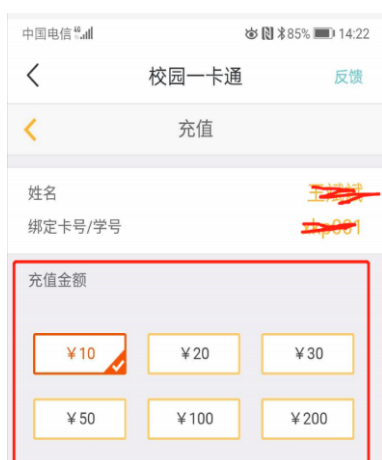 中国电信 85% 14:22
校园一卡通 反馈
充值
姓名
绑定卡号/学号
充值金额
￥10 ￥20 ￥30
￥50 ￥100 ￥200